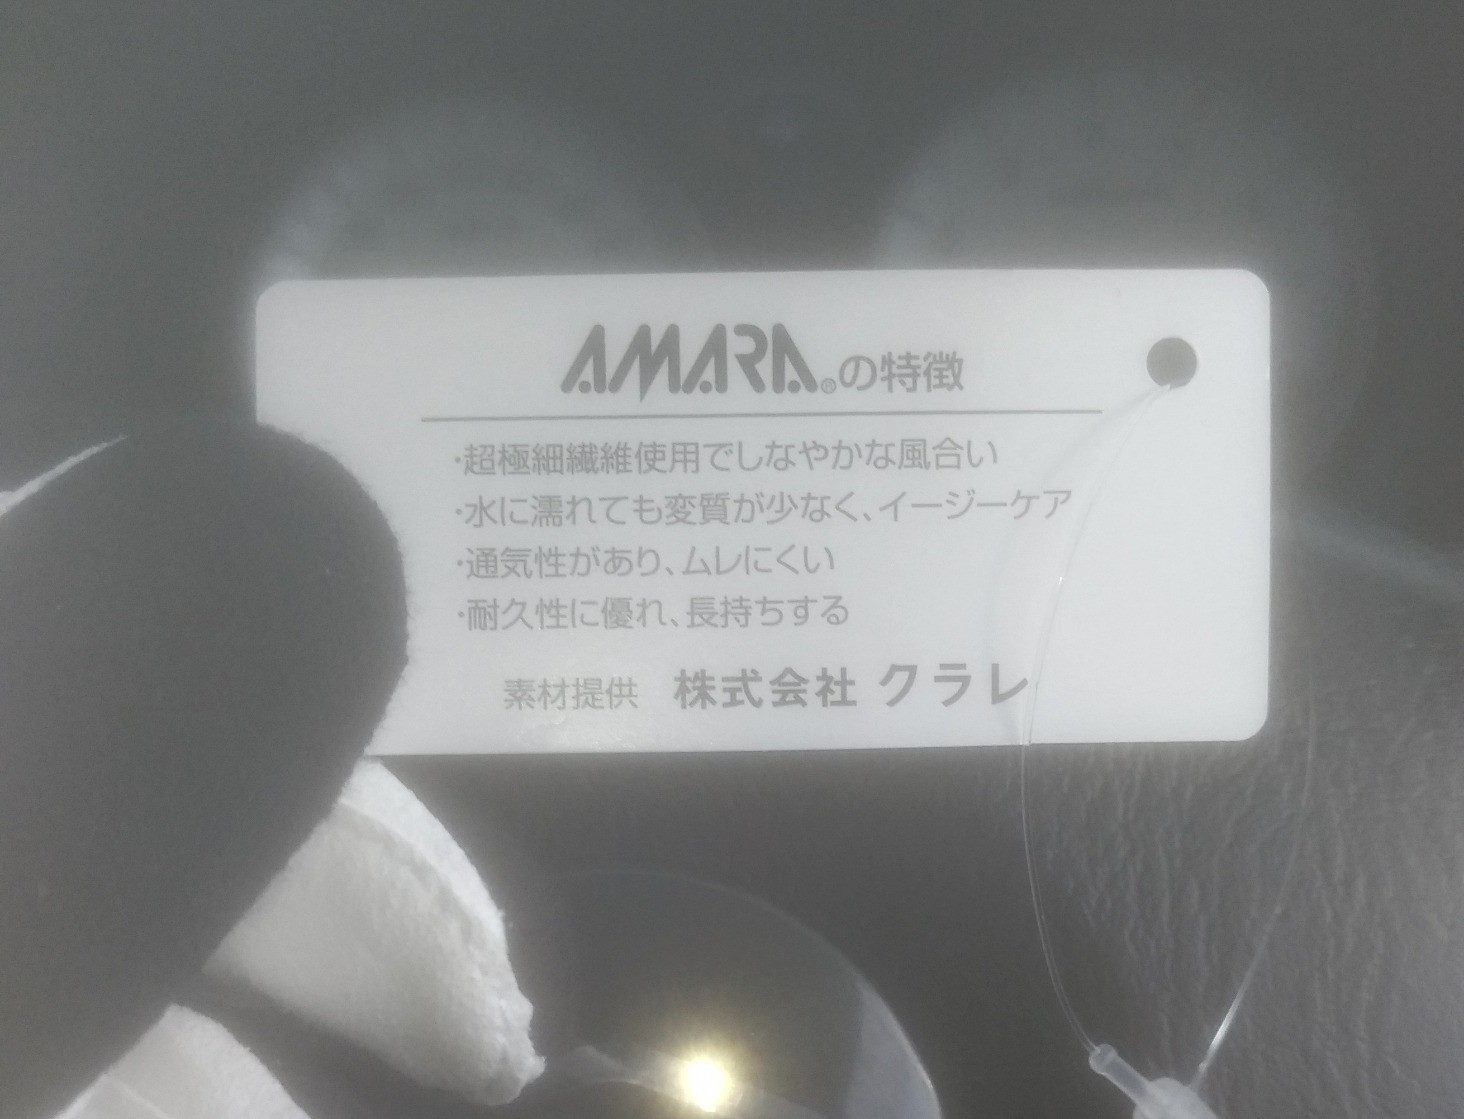 AMARA®の特徴
・超極細繊維使用でしなやかな風合い
・水に濡れても変質が少なく、イージーケア
・通気性があり、ムレにくい
・耐久性に優れ、長持ちする
素材提供 株式会社 クラレ